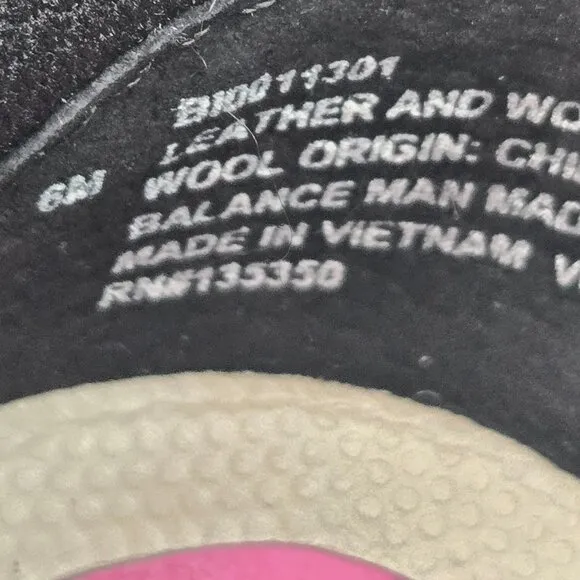 BI0011301
LEATHER AND WO
6M WOOL ORIGIN: CHI
BALANCE MAN MAD
MADE IN VIETNAM V
RN#135350